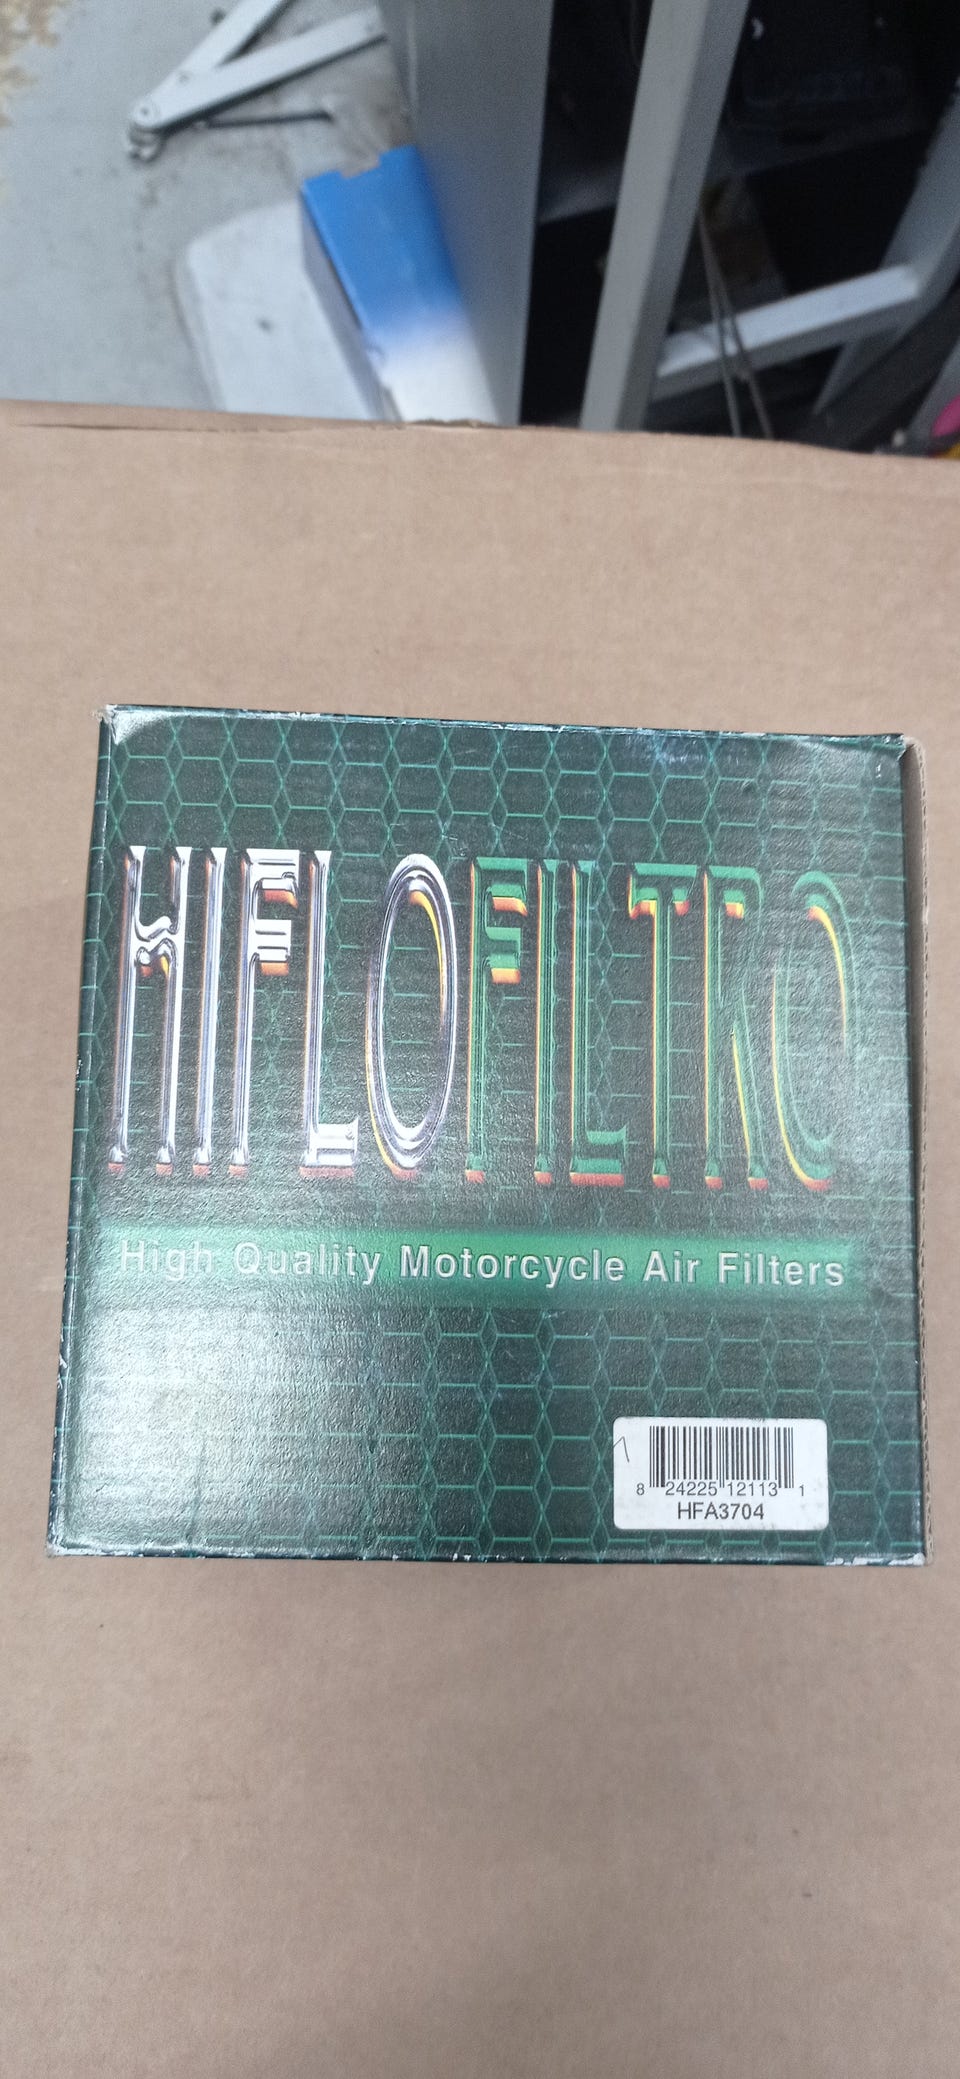 HIFLOFILTRO
High Quality Motorcycle Air Filters
8 24225 12113 1
HFA3704